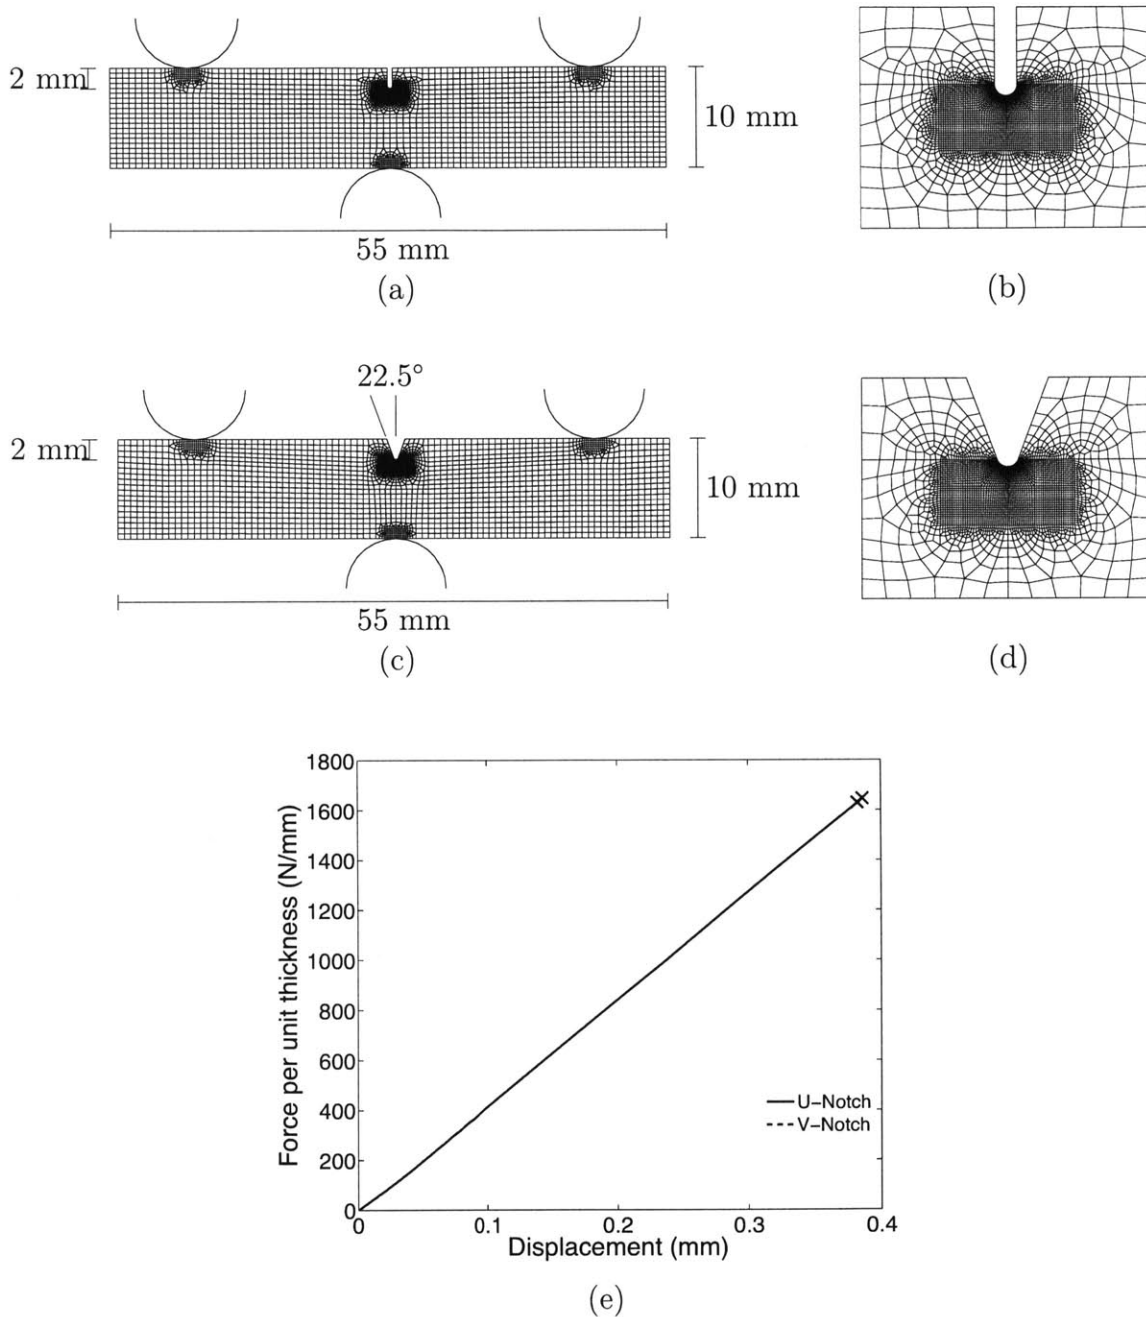 2 mm
10 mm
55 mm
(a)
(b)
22.5°
2 mm
10 mm
55 mm
(c)
(d)
1800
1600
1400
1200
1000
800
600
400
200
0
Force per unit thickness (N/mm)
U-Notch
V-Notch
0 0.1 0.2 0.3 0.4
Displacement (mm)
(e)